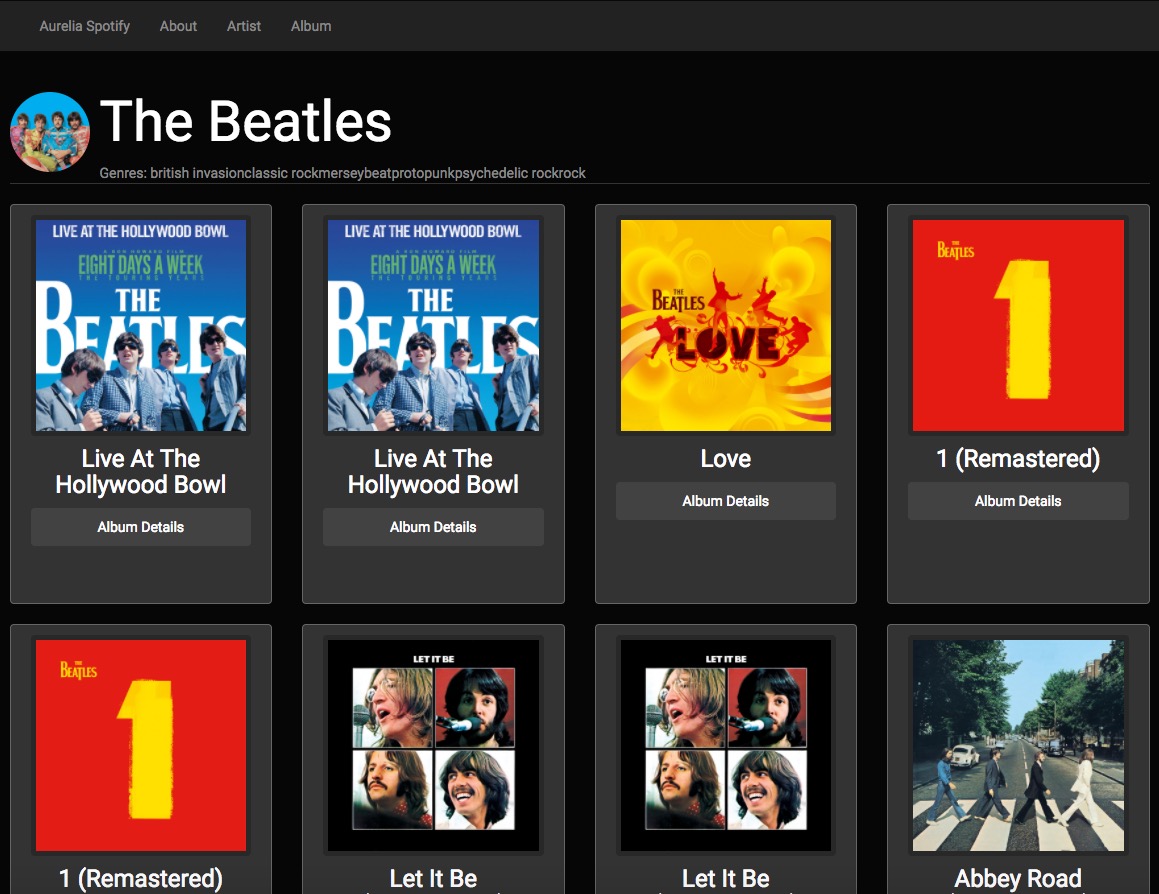 Aurelia Spotify About Artist Album
The Beatles
Genres: british invasionclassic rockmerseybeatprotopunkpsychedelic rockrock
LIVE AT THE HOLLYWOOD BOWL
A RON HOWARD FILM
EIGHT DAYS A WEEK
THE TOURING YEARS
THE
BEATLES
Live At The
Hollywood Bowl
Album Details
LIVE AT THE HOLLYWOOD BOWL
A RON HOWARD FILM
EIGHT DAYS A WEEK
THE TOURING YEARS
THE
BEATLES
Live At The
Hollywood Bowl
Album Details
THE
BEATLES
LOVE
Love
Album Details
THE
BEATLES
1
1 (Remastered)
Album Details
THE
BEATLES
1
1 (Remastered)
LET IT BE
Let It Be
LET IT BE
Let It Be
Abbey Road